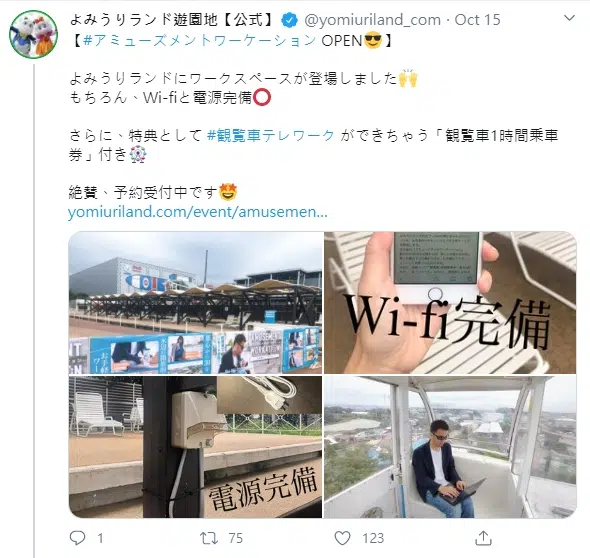 よみうりランド遊園地【公式】 @yomiuriland_com · Oct 15
【#アミューズメントワーケーション OPEN😎】
よみうりランドにワークスペースが登場しました🙌
もちろん、Wi-fiと電源完備⭕
さらに、特典として #観覧車テレワーク ができちゃう「観覧車1時間乗車
券」付き🎡
絶賛、予約受付中です🤩
yomiuriland.com/event/amusemen...
Wi-fi完備
電源完備
1 75 123